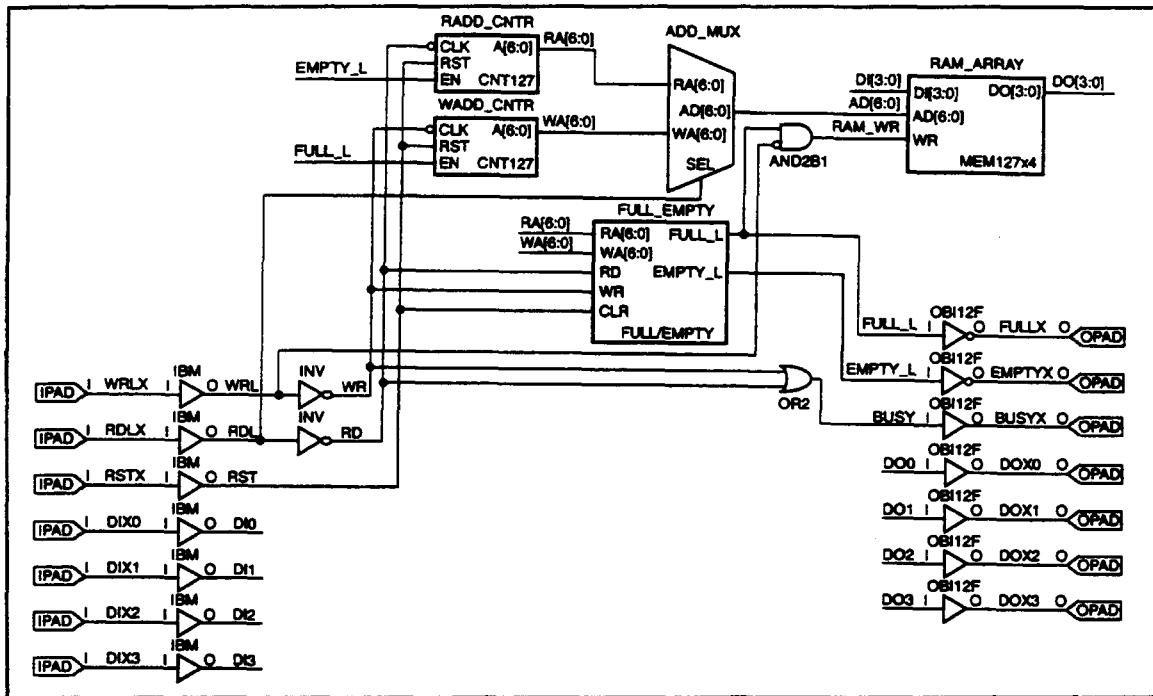 RADD_CNTR
CLK A[6:0]
RST
EN CNT127
RA[6:0]
EMPTY_L
WADD_CNTR
CLK A[6:0]
RST
EN CNT127
WA[6:0]
FULL_L
ADD_MUX
RA[6:0]
AD[6:0]
WA[6:0]
SEL
RAM_ARRAY
DI[3:0] DI[3:0] DO[3:0] DO[3:0]
AD[6:0] AD[6:0]
RAM_WR WR
MEM127x4
AND2B1
FULL_EMPTY
RA[6:0] RA[6:0] FULL_L
WA[6:0] WA[6:0]
RD EMPTY_L
WR
CLR
FULL/EMPTY
OR2
IPAD I WRLX I IBM O WRL INV WR
IPAD I RDLX I IBM O RDL INV RD
IPAD I RSTX I IBM O RST
IPAD I DIX0 I IBM O DI0
IPAD I DIX1 I IBM O DI1
IPAD I DIX2 I IBM O DI2
IPAD I DIX3 I IBM O DI3
FULL_L I OBI12F O FULLX O OPAD
EMPTY_L I OBI12F O EMPTYX O OPAD
BUSY I OBI12F O BUSYX O OPAD
DO0 I OBI12F O DOX0 O OPAD
DO1 I OBI12F O DOX1 O OPAD
DO2 I OBI12F O DOX2 O OPAD
DO3 I OBI12F O DOX3 O OPAD